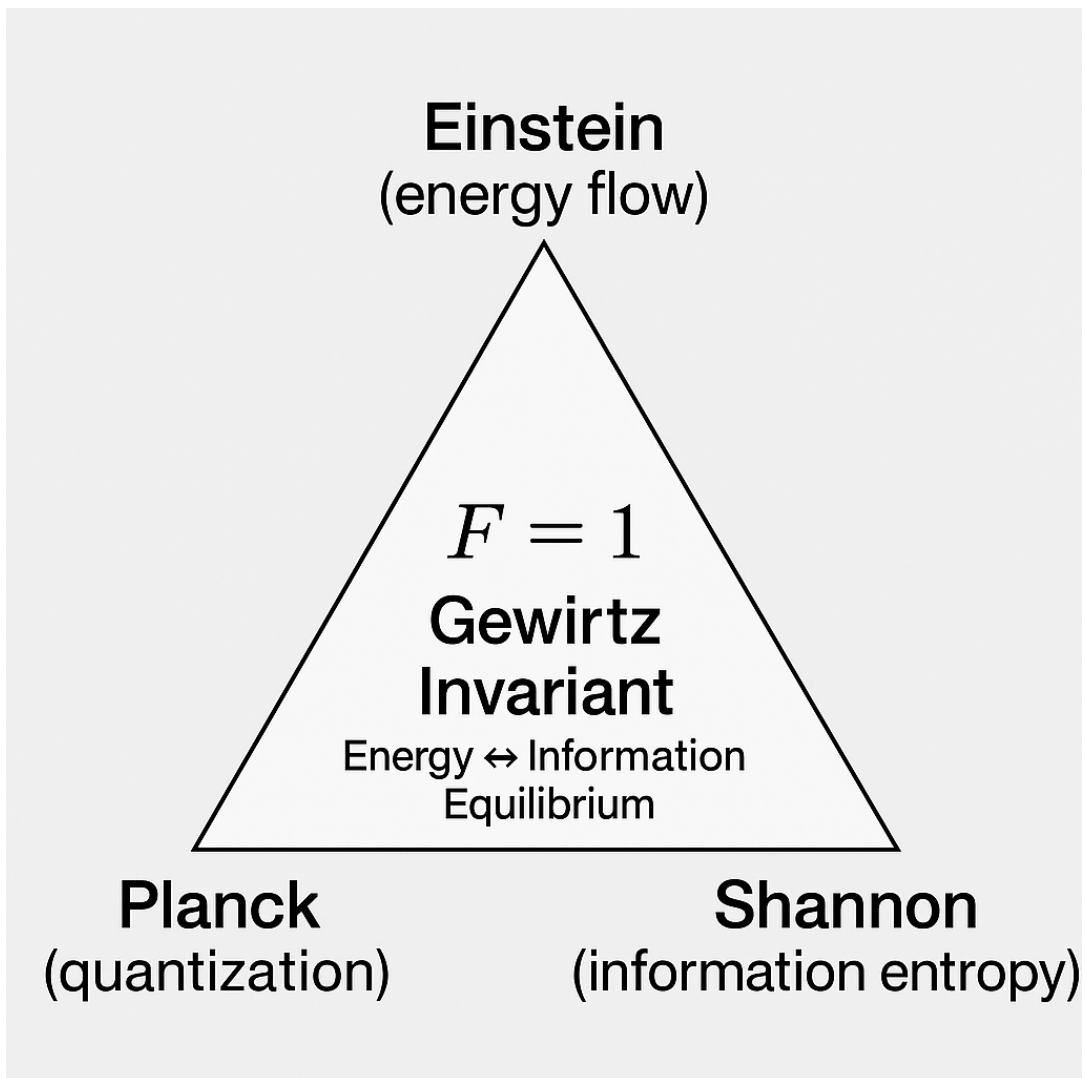 Einstein
(energy flow)
F = 1
Gewirtz
Invariant
Energy ↔ Information
Equilibrium
Planck
(quantization)
Shannon
(information entropy)